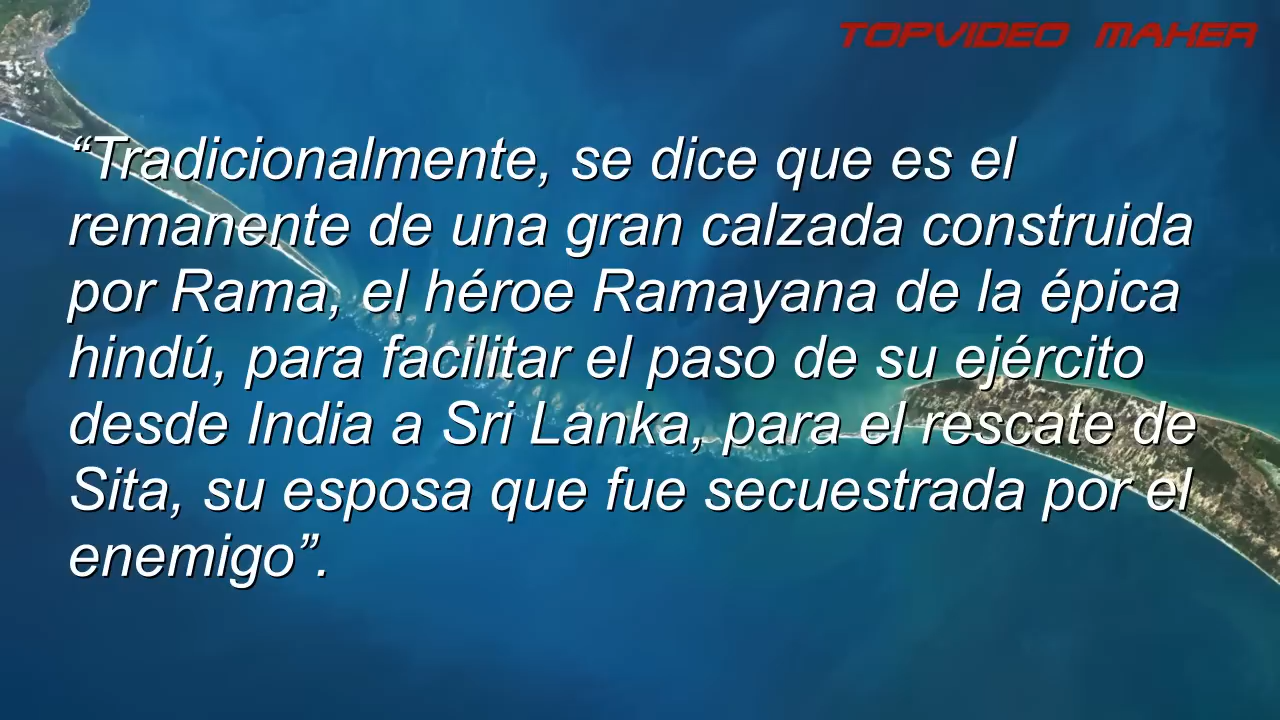 TOPVIDEO MAKER
“Tradicionalmente, se dice que es el
remanente de una gran calzada construida
por Rama, el héroe Ramayana de la épica
hindú, para facilitar el paso de su ejército
desde India a Sri Lanka, para el rescate de
Sita, su esposa que fue secuestrada por el
enemigo”.